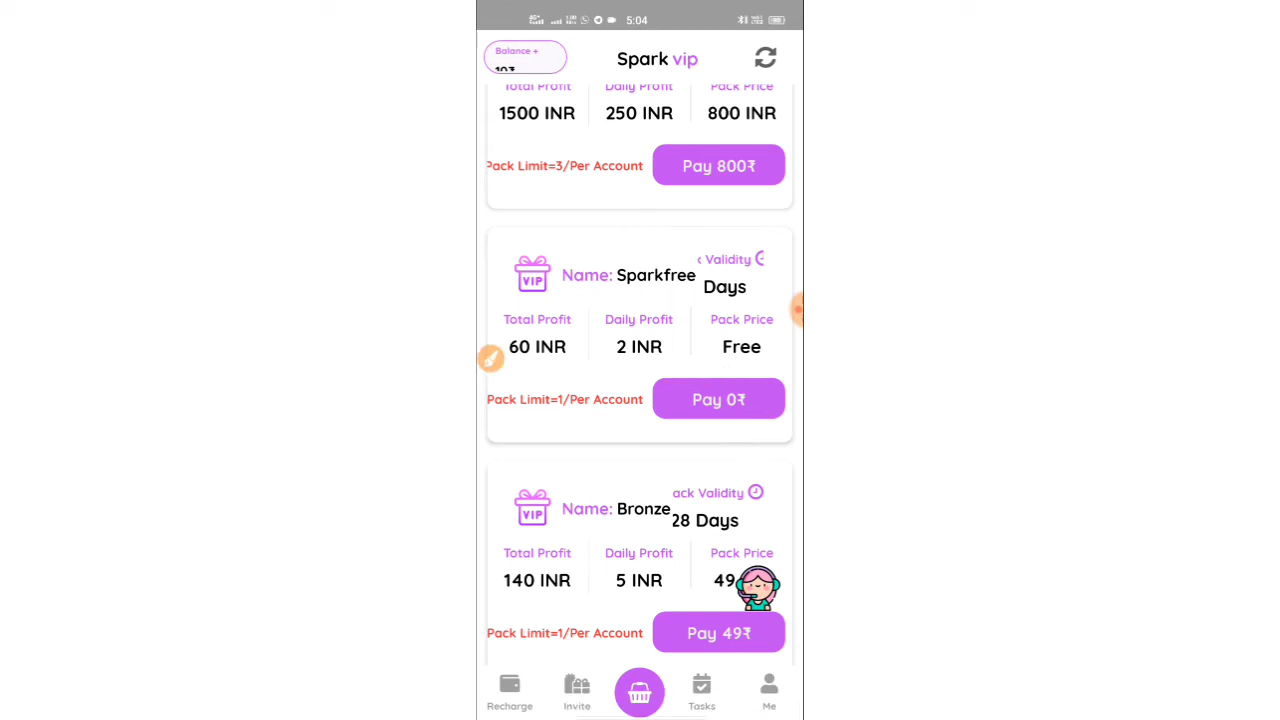 5:04
Balance +
Spark vip
Total Profit Daily Profit Pack Price
1500 INR 250 INR 800 INR
Pack Limit=3/Per Account Pay 800₹
Validity
Name: Sparkfree
Days
Total Profit Daily Profit Pack Price
60 INR 2 INR Free
Pack Limit=1/Per Account Pay 0₹
ack Validity
Name: Bronze
28 Days
Total Profit Daily Profit Pack Price
140 INR 5 INR 49
Pack Limit=1/Per Account Pay 49₹
Recharge Invite Tasks Me
VIP
VIP